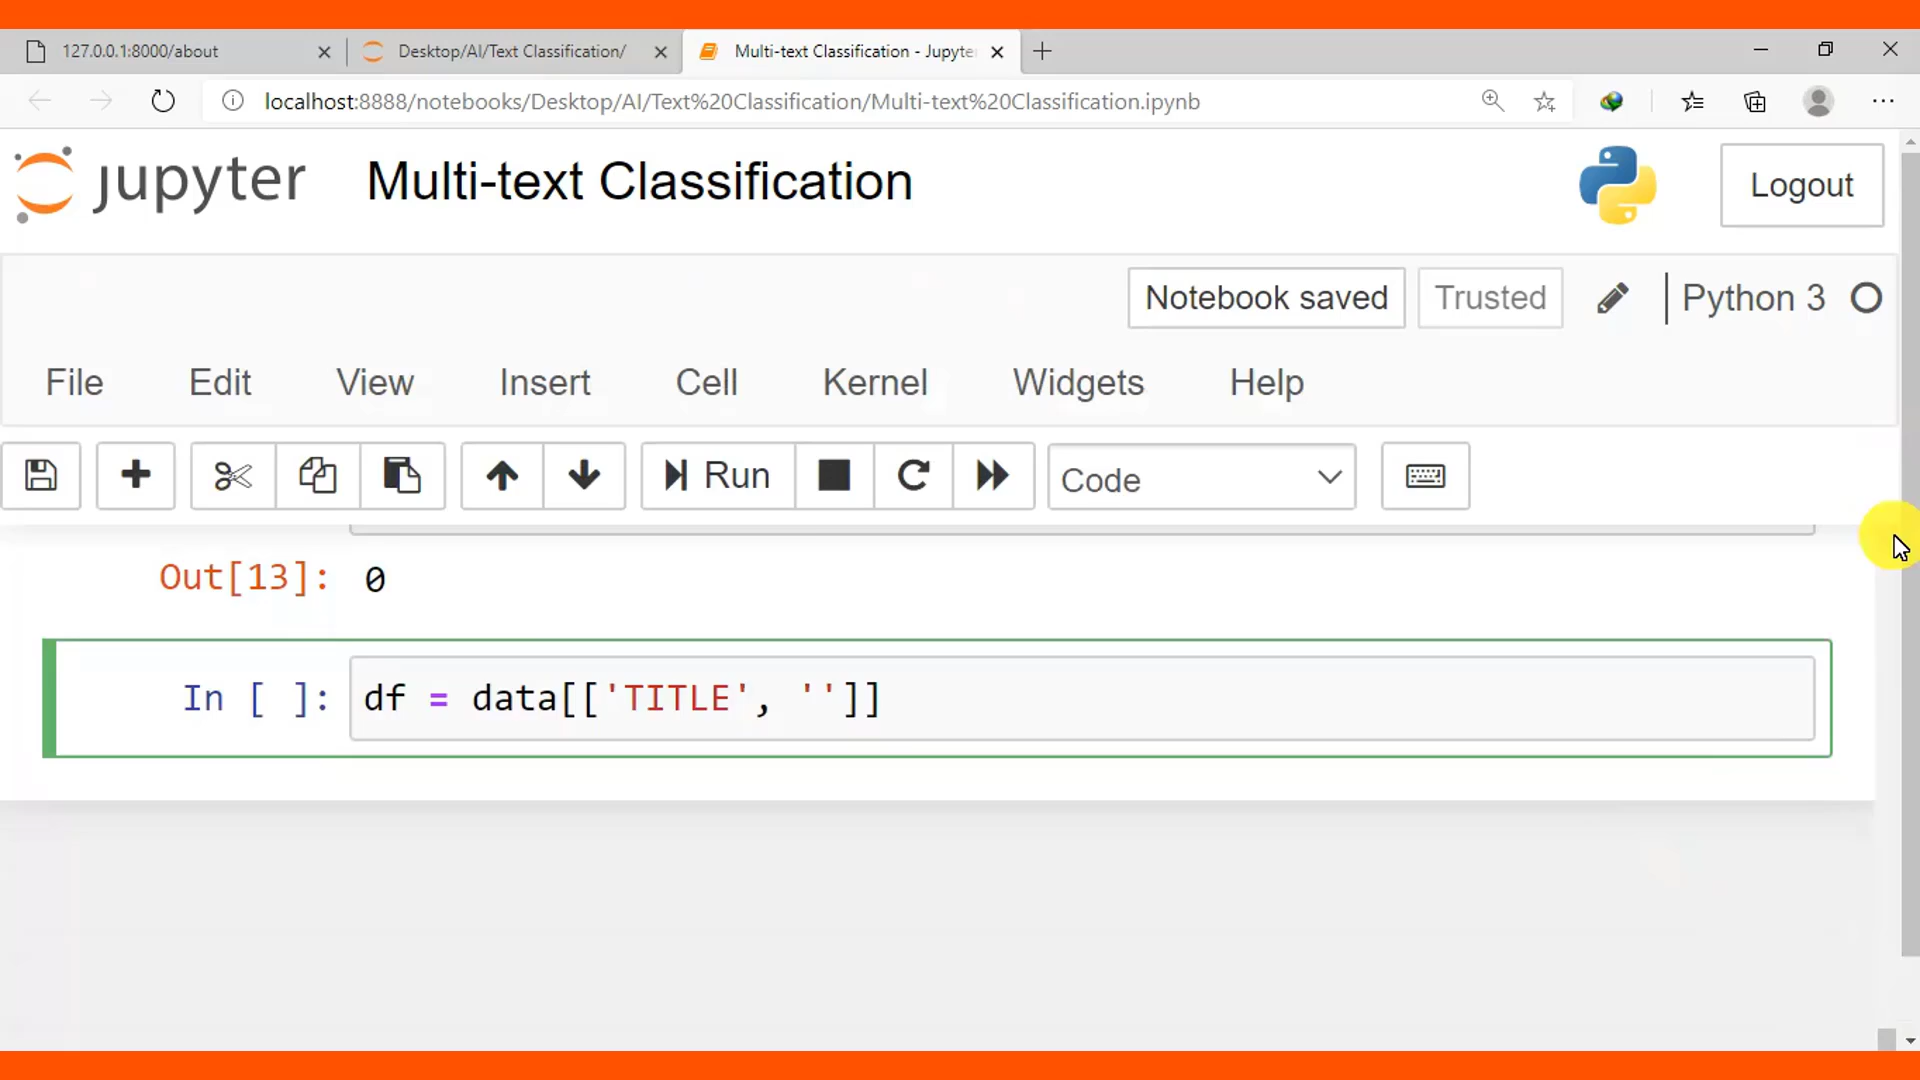 127.0.0.1:8000/about
Desktop/AI/Text Classification/
Multi-text Classification - Jupyte
localhost:8888/notebooks/Desktop/AI/Text%20Classification/Multi-text%20Classification.ipynb
jupyter
Multi-text Classification
Logout
Notebook saved
Trusted
Python 3
File
Edit
View
Insert
Cell
Kernel
Widgets
Help
Run
Code
Out[13]: 0
In [ ]: df = data[['TITLE', '']]